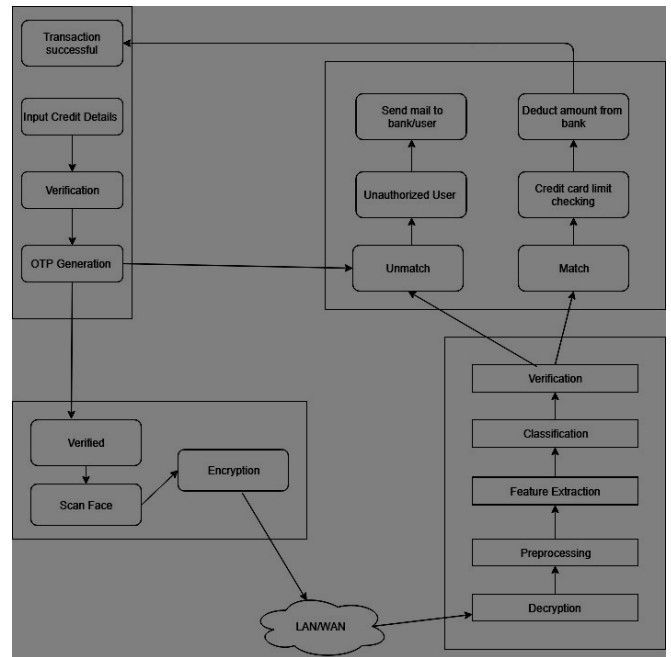 Transaction
successful
Input Credit Details
Verification
OTP Generation
Send mail to
bank/user
Deduct amount from
bank
Unauthorized User
Credit card limit
checking
Unmatch
Match
Verified
Scan Face
Encryption
LAN/WAN
Verification
Classification
Feature Extraction
Preprocessing
Decryption